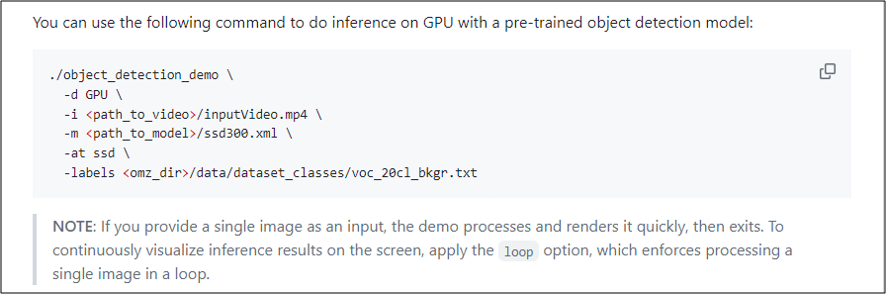 You can use the following command to do inference on GPU with a pre-trained object detection model:
./object_detection_demo \
-d GPU \
-i <path_to_video>/inputVideo.mp4 \
-m <path_to_model>/ssd300.xml \
-at ssd \
-labels <omz_dir>/data/dataset_classes/voc_20cl_bkgr.txt
NOTE: If you provide a single image as an input, the demo processes and renders it quickly, then exits. To
continuously visualize inference results on the screen, apply the loop option, which enforces processing a
single image in a loop.